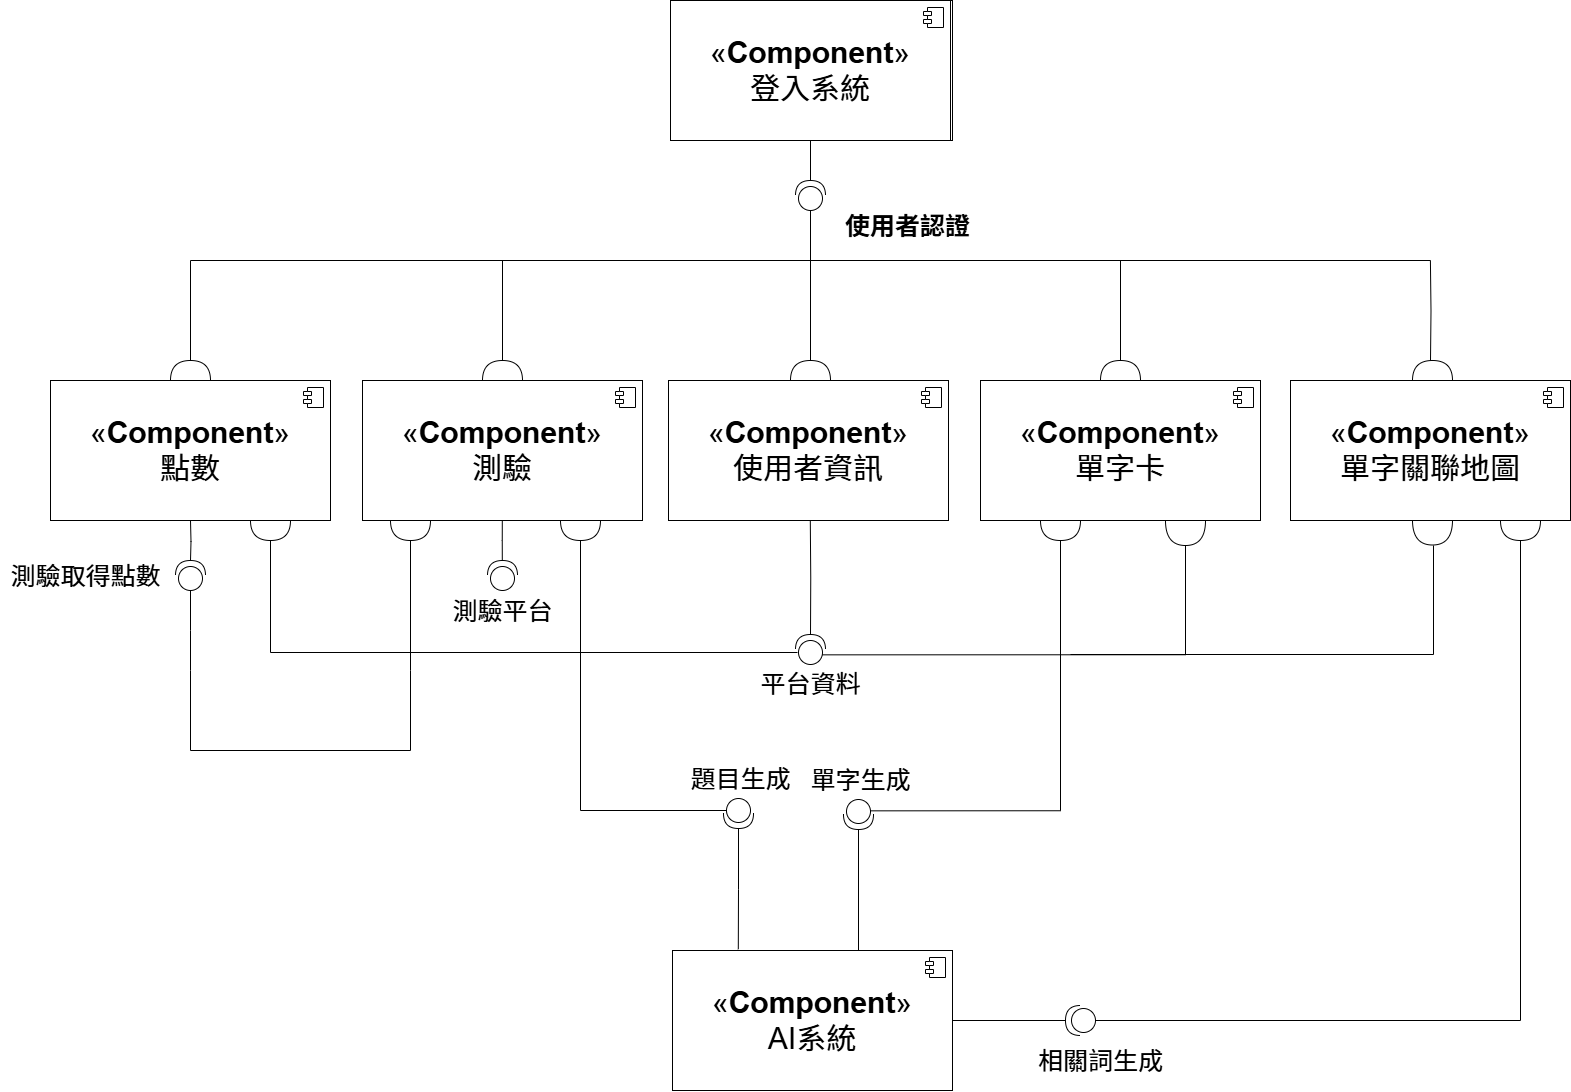 «Component»
登入系統
使用者認證
«Component»
點數
«Component»
測驗
«Component»
使用者資訊
«Component»
單字卡
«Component»
單字關聯地圖
測驗取得點數
測驗平台
平台資料
題目生成
單字生成
«Component»
AI系統
相關詞生成